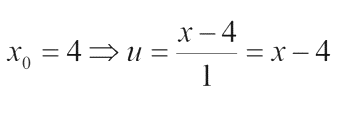 x₀ = 4 ⇒ u = (x − 4)/1 = x − 4